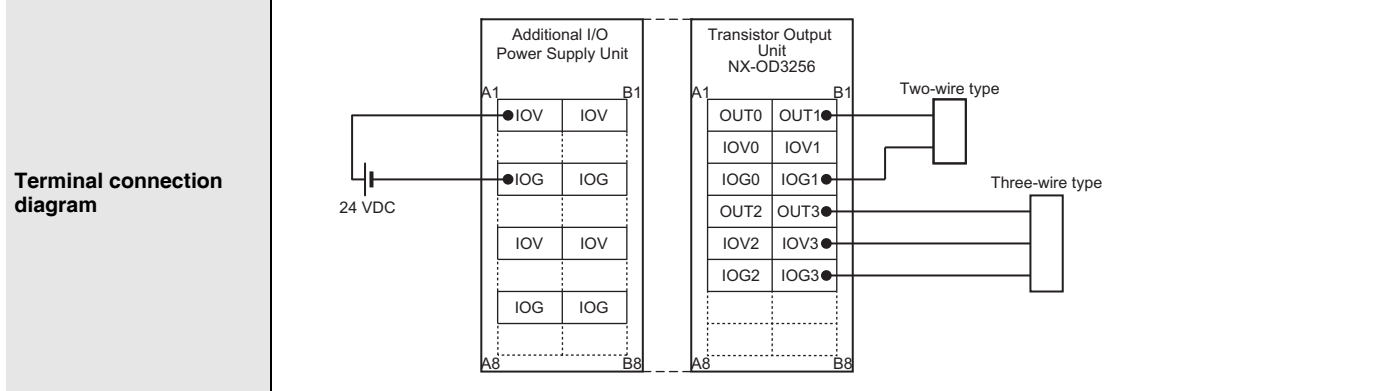 Terminal connection
diagram
Additional I/O
Power Supply Unit
A1 B1
IOV IOV
IOG IOG
IOV IOV
IOG IOG
A8 B8
24 VDC
Transistor Output
Unit
NX-OD3256
A1 B1
OUT0 OUT1
IOV0 IOV1
IOG0 IOG1
OUT2 OUT3
IOV2 IOV3
IOG2 IOG3
A8 B8
Two-wire type
Three-wire type